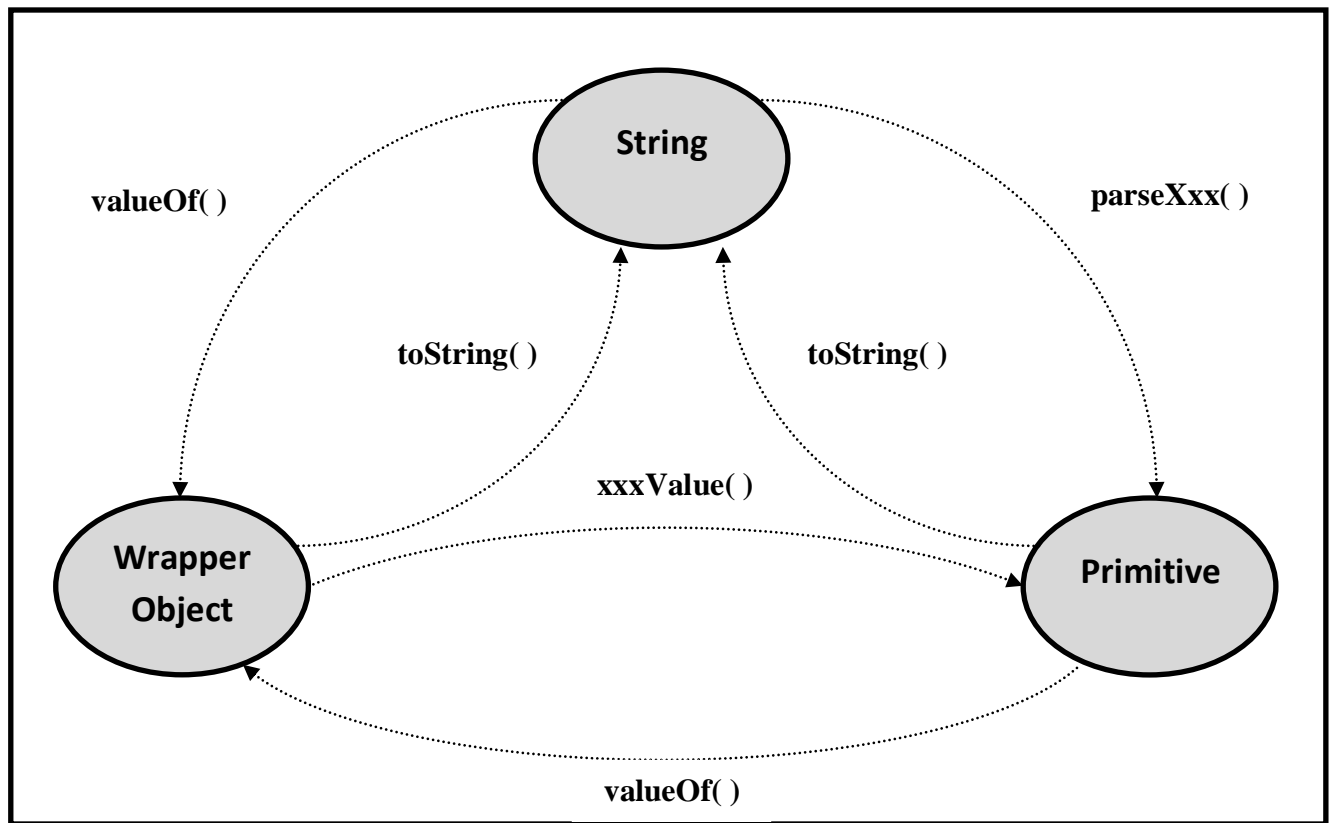 String
valueOf( )
parseXxx( )
toString( )
toString( )
xxxValue( )
Wrapper
Object
Primitive
valueOf( )